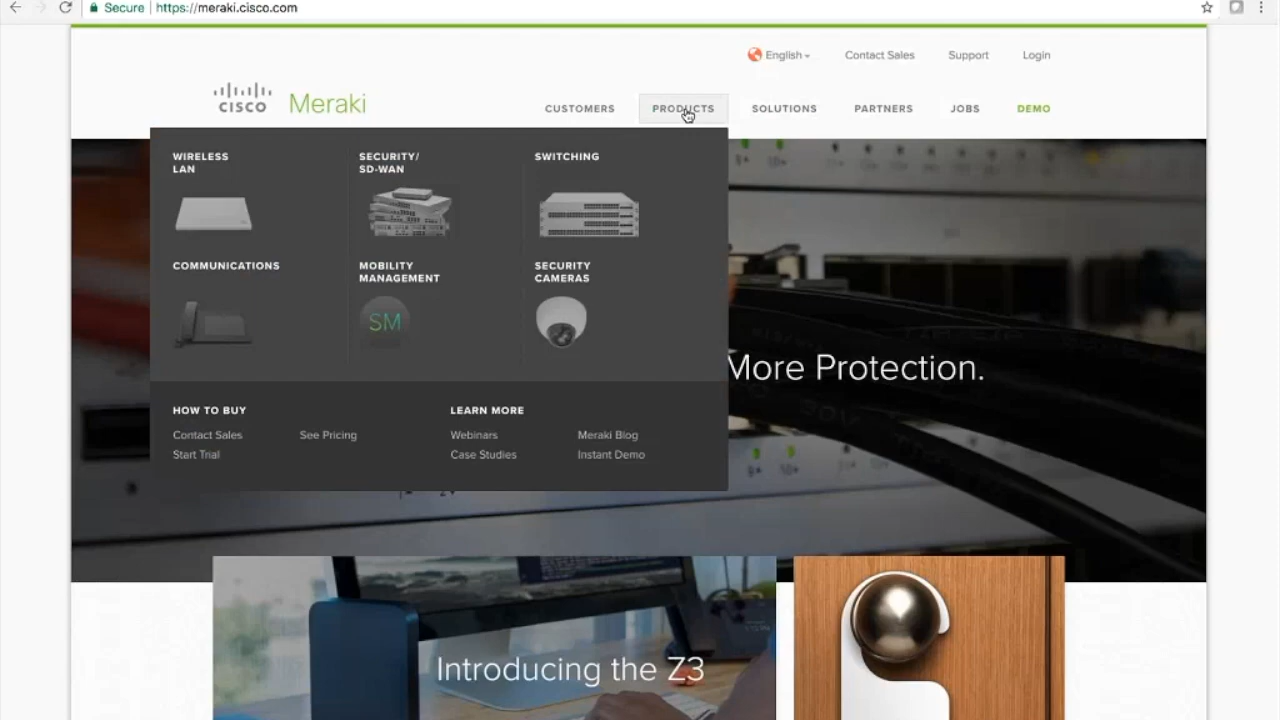 Secure | https://meraki.cisco.com
English
Contact Sales
Support
Login
CISCO Meraki
CUSTOMERS
PRODUCTS
SOLUTIONS
PARTNERS
JOBS
DEMO
WIRELESS
LAN
SECURITY/
SD-WAN
SWITCHING
COMMUNICATIONS
MOBILITY
MANAGEMENT
SECURITY
CAMERAS
SM
More Protection.
HOW TO BUY
Contact Sales
See Pricing
Start Trial
LEARN MORE
Webinars
Meraki Blog
Case Studies
Instant Demo
Introducing the Z3